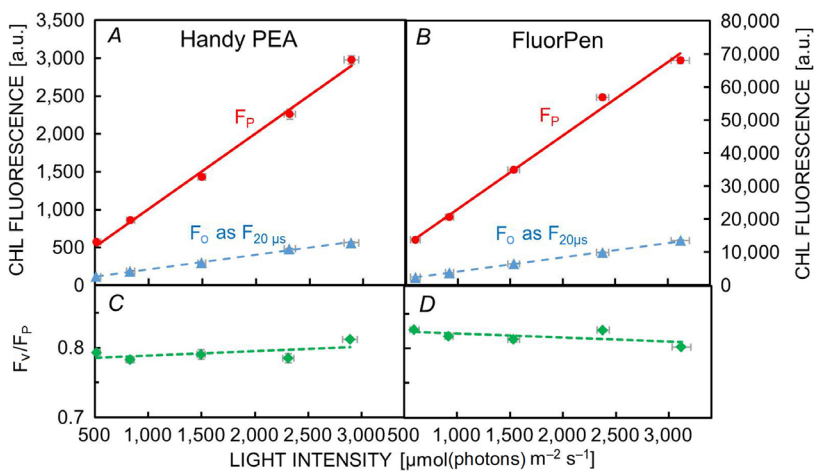 A
Handy PEA
B
FluorPen
CHL FLUORESCENCE [a.u.]
3,500
3,000
2,500
2,000
1,500
1,000
500
0
80,000
70,000
60,000
50,000
40,000
30,000
20,000
10,000
0
CHL FLUORESCENCE [a.u.]
FP
FO as F20 μs
FP
FO as F20μs
C
D
FV/FP
0.8
0.7
500 1,000 1,500 2,000 2,500 3,000 500 1,000 1,500 2,000 2,500 3,000
LIGHT INTENSITY [μmol(photons) m–2 s–1]